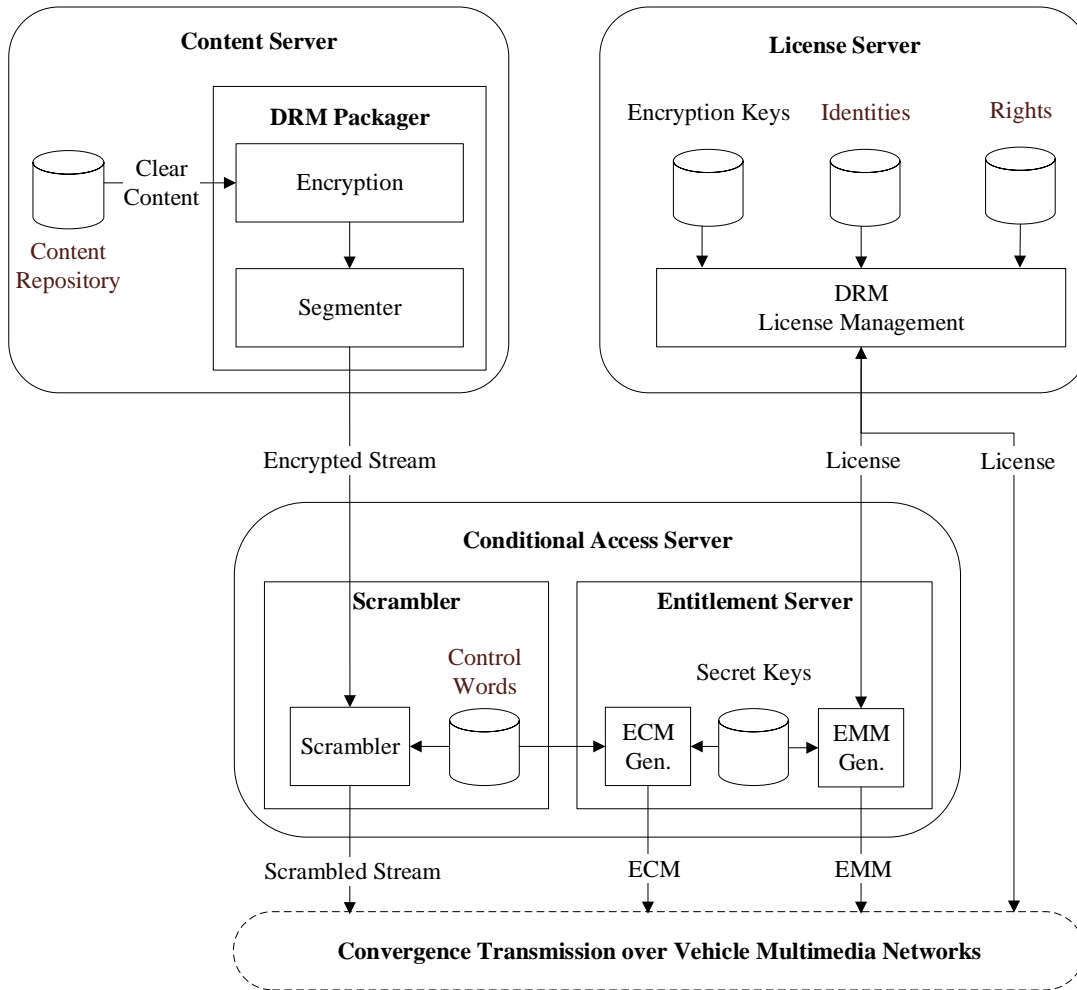 Content Server
DRM Packager
Clear
Content
Encryption
Content
Repository
Segmenter
License Server
Encryption Keys
Identities
Rights
DRM
License Management
Encrypted Stream
License
License
Conditional Access Server
Scrambler
Control
Words
Scrambler
Entitlement Server
Secret Keys
ECM
Gen.
EMM
Gen.
Scrambled Stream
ECM
EMM
Convergence Transmission over Vehicle Multimedia Networks